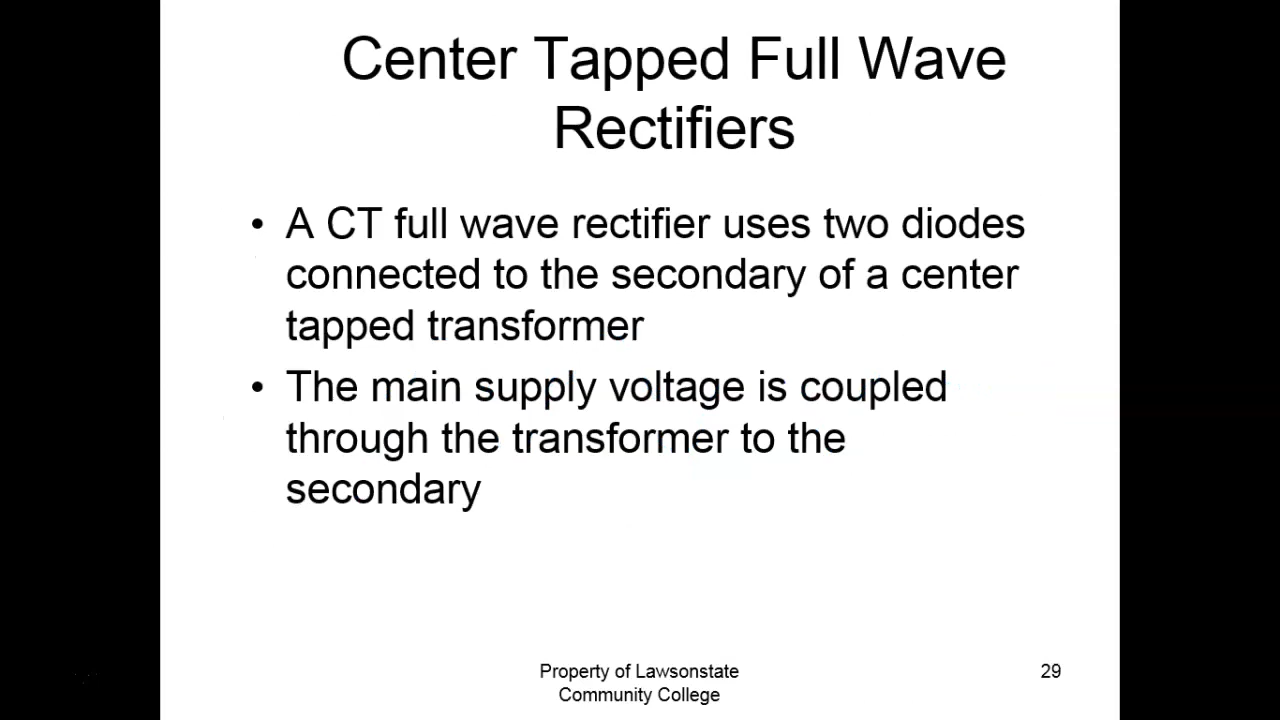 Center Tapped Full Wave
Rectifiers
• A CT full wave rectifier uses two diodes
connected to the secondary of a center
tapped transformer
• The main supply voltage is coupled
through the transformer to the
secondary
Property of Lawsonstate
Community College
29